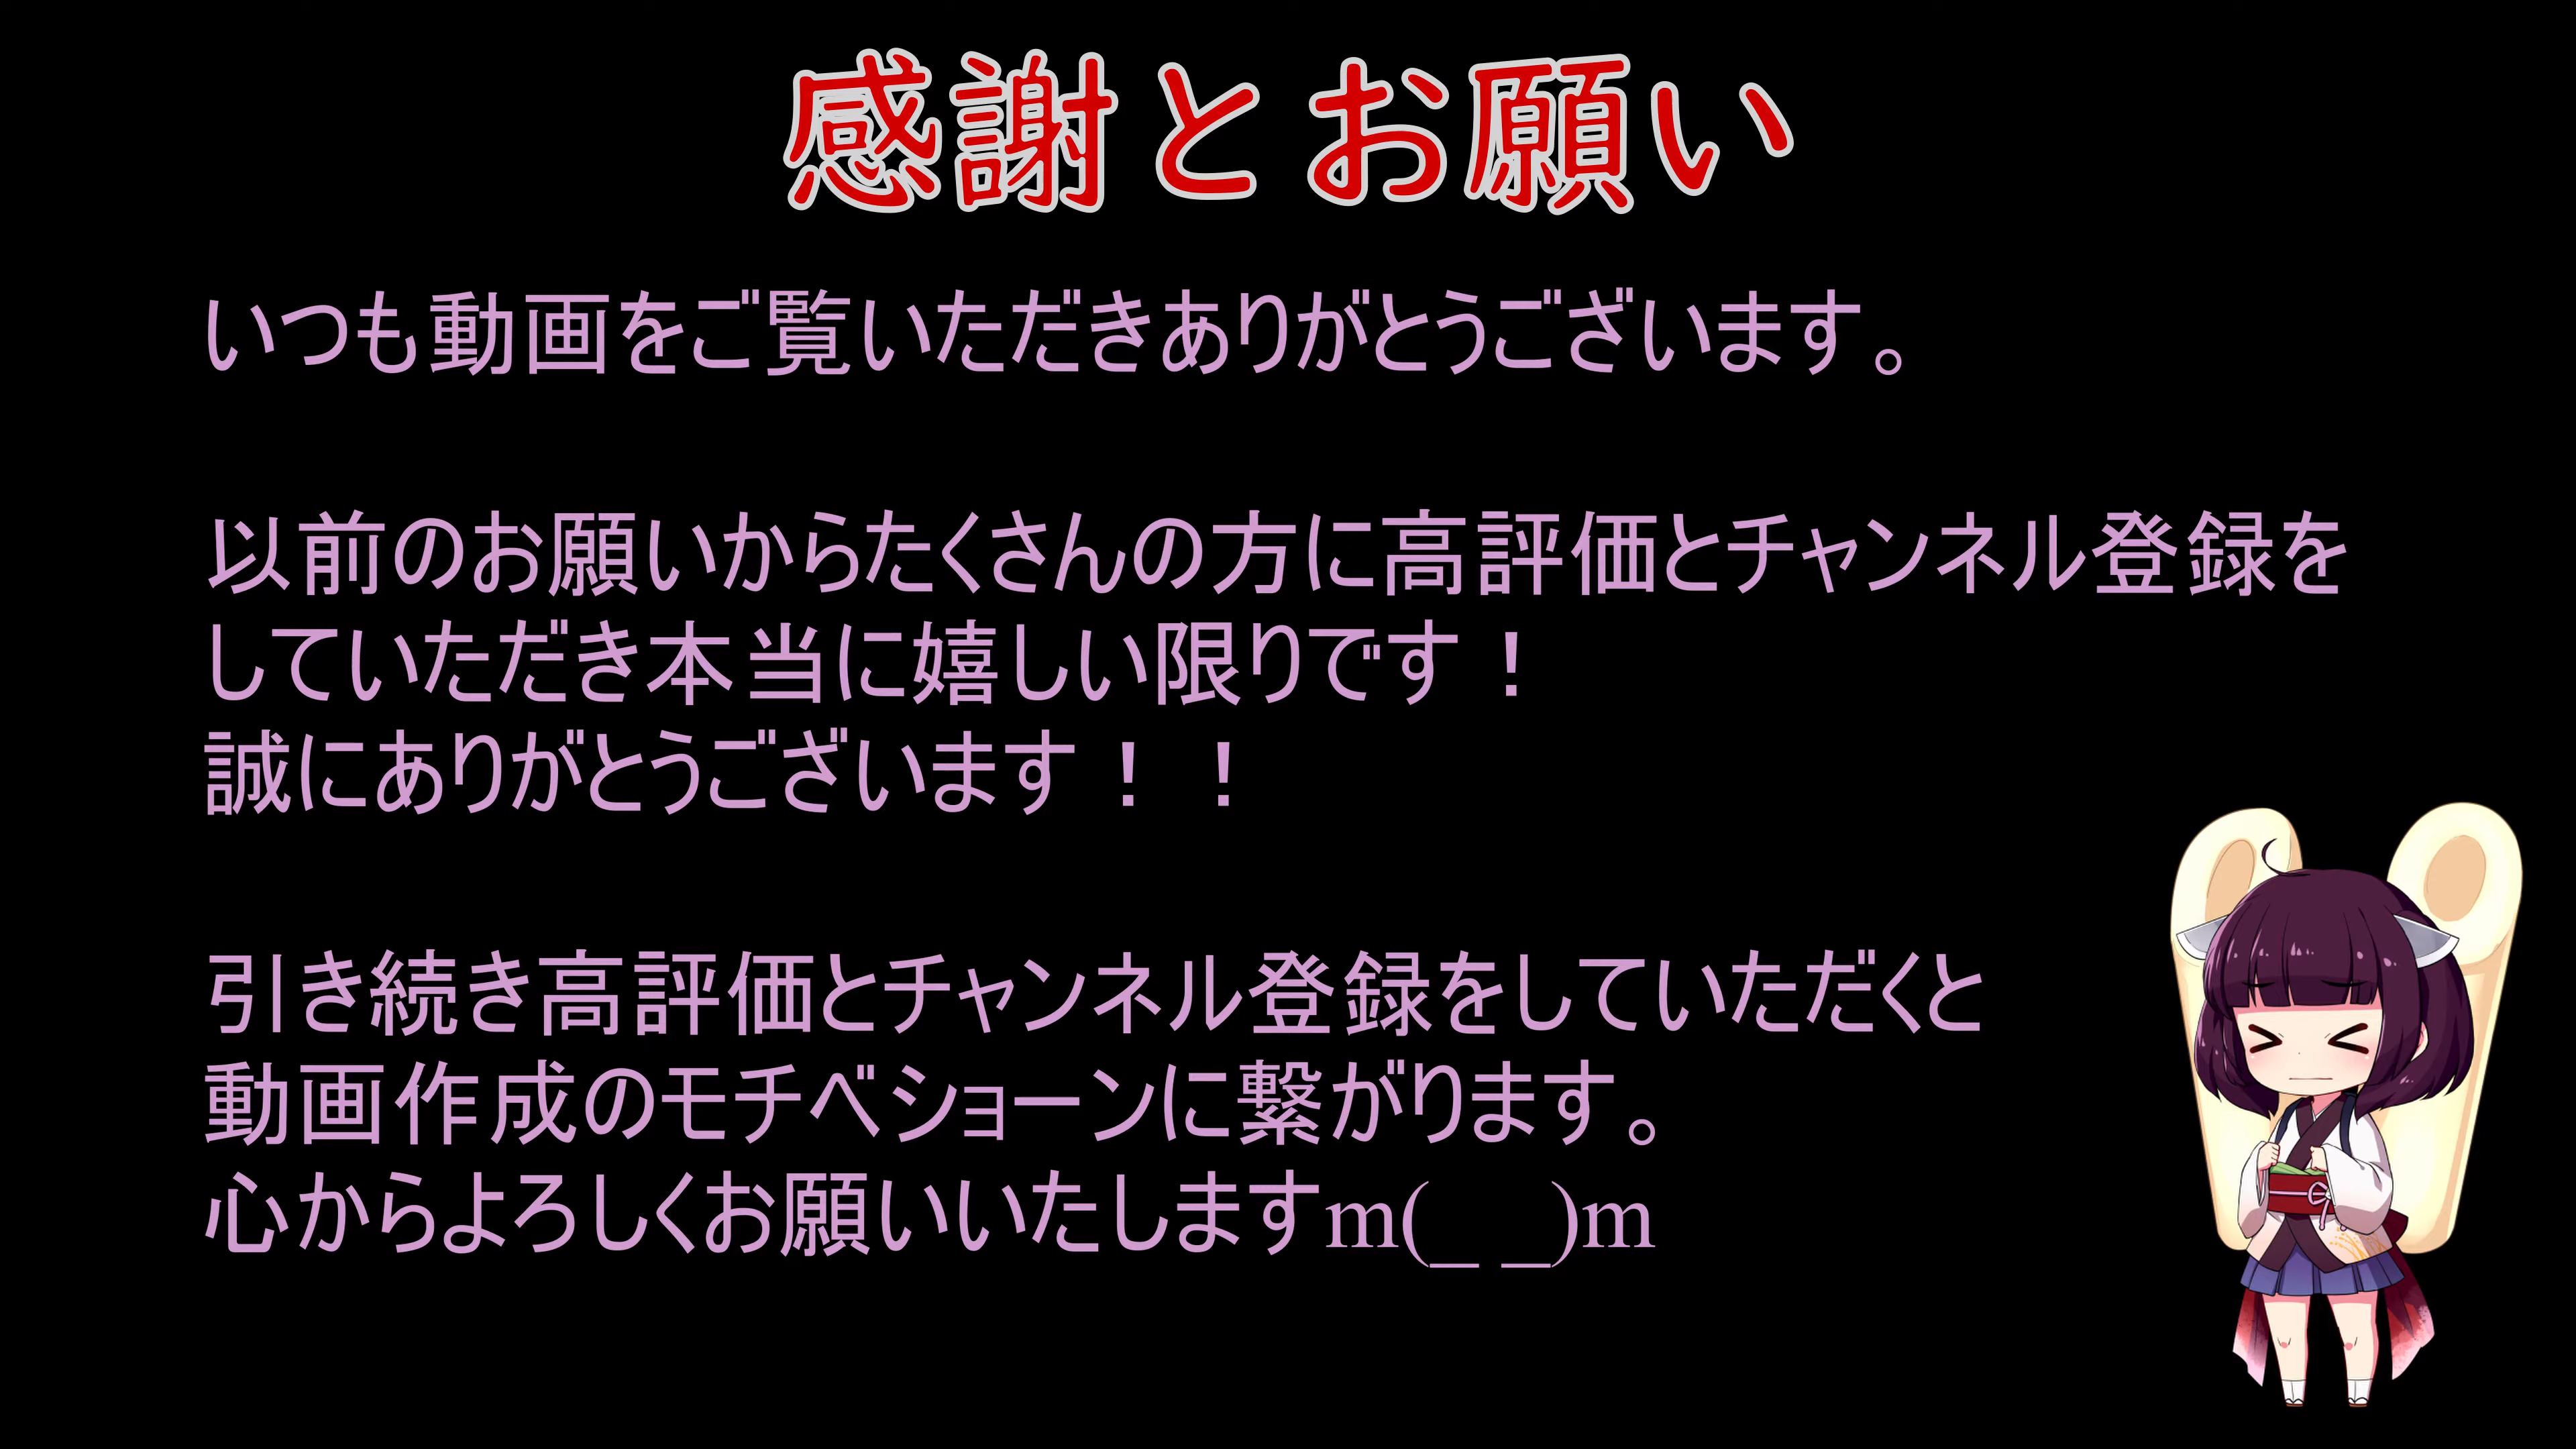 感謝とお願い
いつも動画をご覧いただきありがとうございます。
以前のお願いからたくさんの方に高評価とチャンネル登録を
していただき本当に嬉しい限りです！
誠にありがとうございます！！
引き続き高評価とチャンネル登録をしていただくと
動画作成のモチベショーンに繋がります。
心からよろしくお願いいたしますm(_ _)m